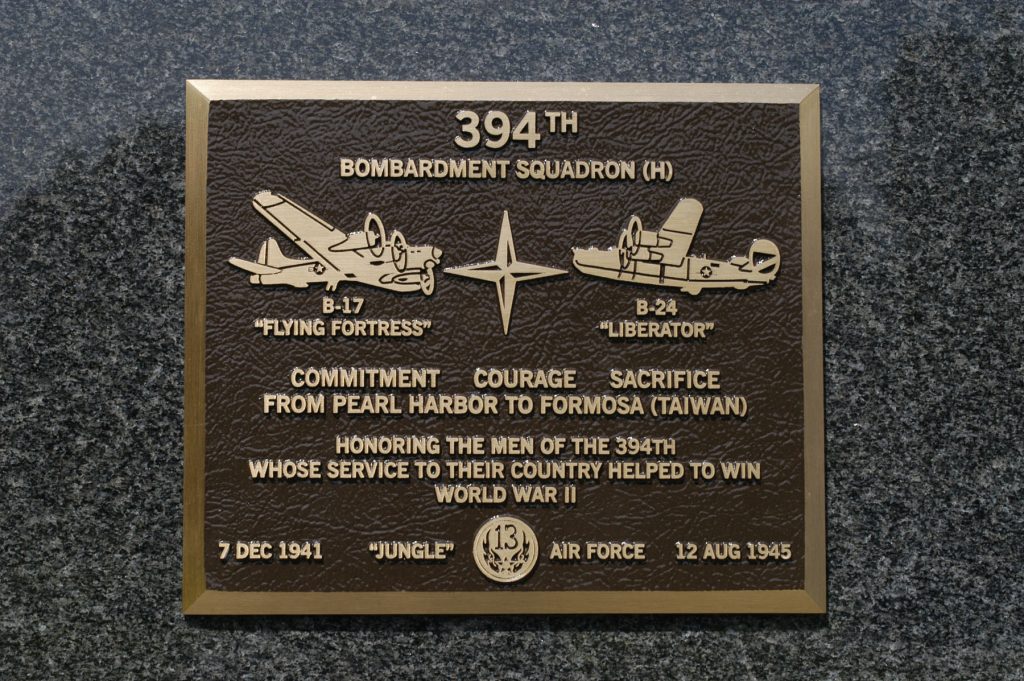 394TH
BOMBARDMENT SQUADRON (H)
B-17
"FLYING FORTRESS"
B-24
"LIBERATOR"
COMMITMENT COURAGE SACRIFICE
FROM PEARL HARBOR TO FORMOSA (TAIWAN)
HONORING THE MEN OF THE 394TH
WHOSE SERVICE TO THEIR COUNTRY HELPED TO WIN
WORLD WAR II
7 DEC 1941 "JUNGLE" 13 AIR FORCE 12 AUG 1945